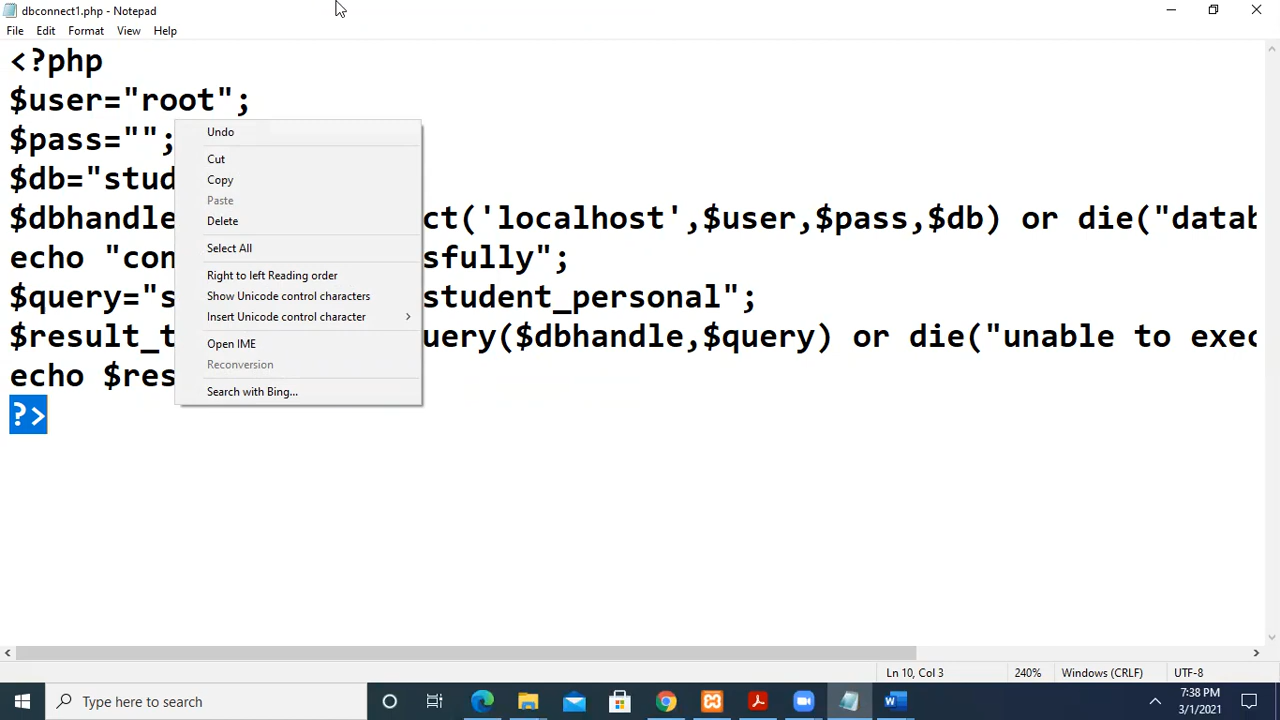 dbconnect1.php - Notepad
File Edit Format View Help
<?php
$user="root";
$pass="";
$db="stud
$dbhandle ct('localhost',$user,$pass,$db) or die("datab
echo "con sfully";
$query="s student_personal";
$result_t uery($dbhandle,$query) or die("unable to exec
echo $res
?>
Undo
Cut
Copy
Paste
Delete
Select All
Right to left Reading order
Show Unicode control characters
Insert Unicode control character
Open IME
Reconversion
Search with Bing...
Ln 10, Col 3 240% Windows (CRLF) UTF-8
Type here to search
7:38 PM
3/1/2021